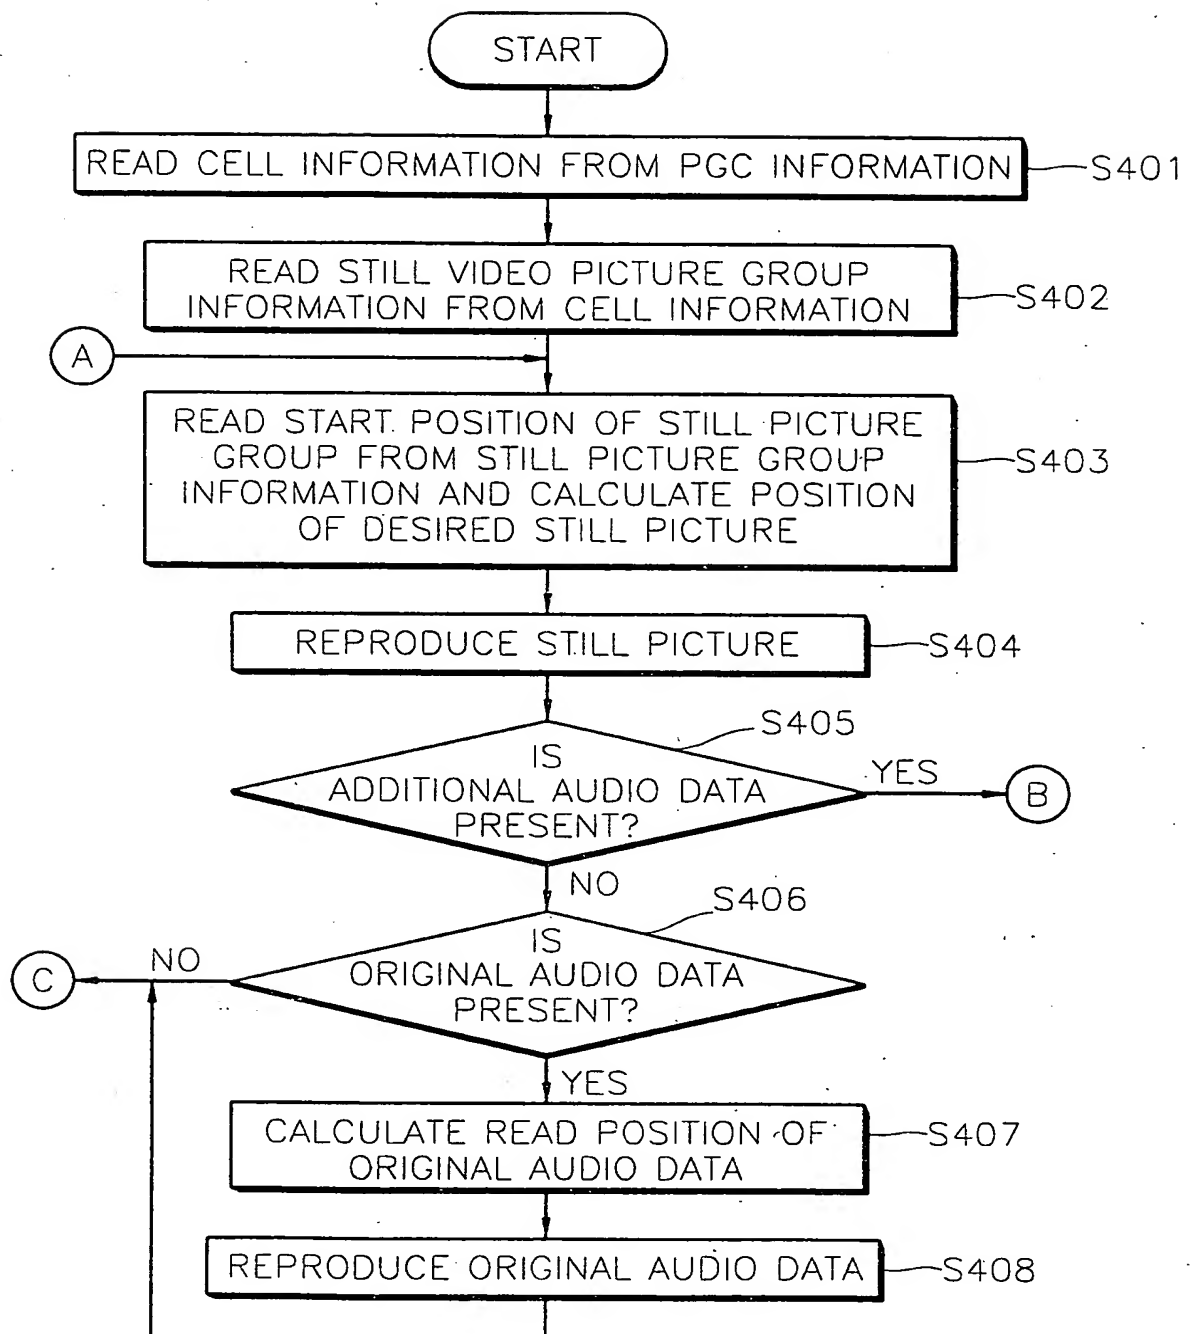 START
READ CELL INFORMATION FROM PGC INFORMATION
S401
READ STILL VIDEO PICTURE GROUP
INFORMATION FROM CELL INFORMATION
S402
A
READ START POSITION OF STILL PICTURE
GROUP FROM STILL PICTURE GROUP
INFORMATION AND CALCULATE POSITION
OF DESIRED STILL PICTURE
S403
REPRODUCE STILL PICTURE
S404
S405
IS
ADDITIONAL AUDIO DATA
PRESENT?
YES
B
NO
S406
IS
ORIGINAL AUDIO DATA
PRESENT?
NO
C
YES
CALCULATE READ POSITION OF
ORIGINAL AUDIO DATA
S407
REPRODUCE ORIGINAL AUDIO DATA
S408